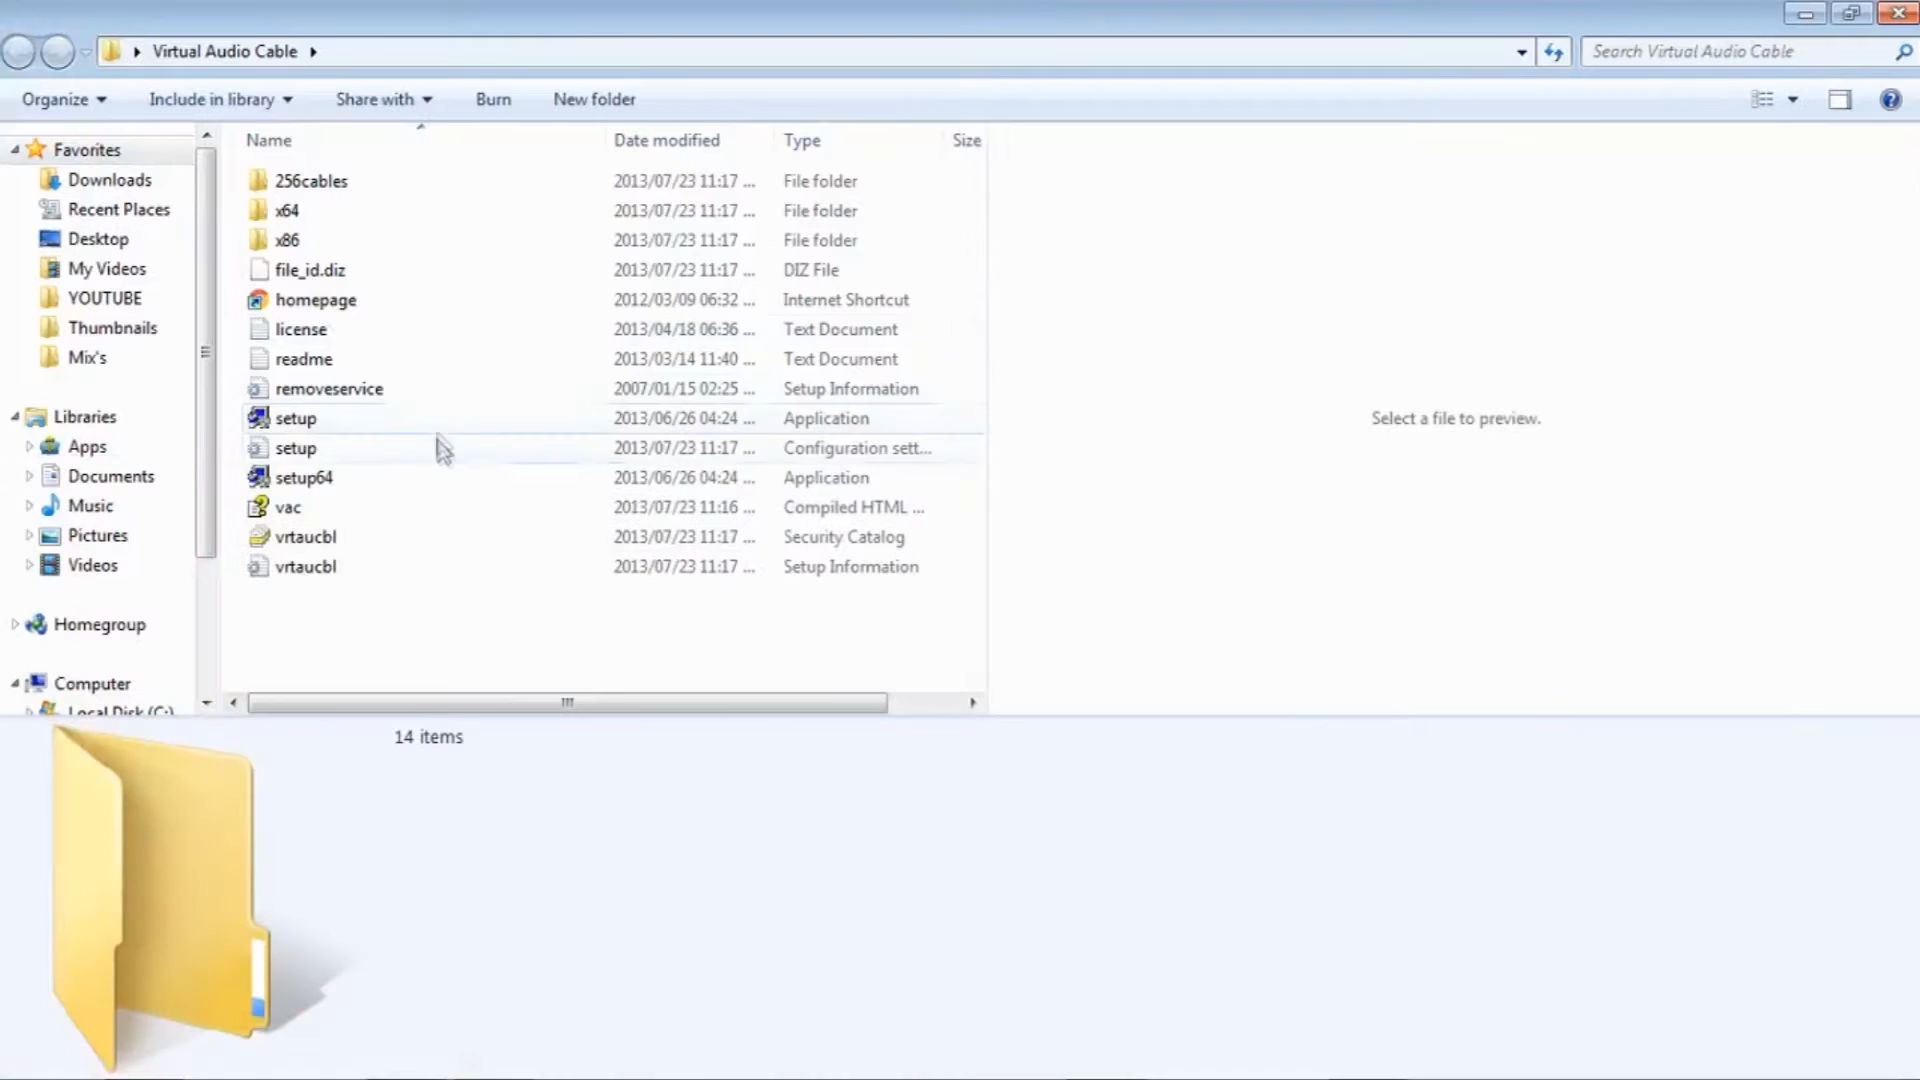 Virtual Audio Cable
Search Virtual Audio Cable
Organize Include in library Share with Burn New folder
Name Date modified Type Size
Favorites
Downloads
Recent Places
Desktop
My Videos
YOUTUBE
Thumbnails
Mix's
Libraries
Apps
Documents
Music
Pictures
Videos
Homegroup
Computer
Local Disk (C:)
256cables 2013/07/23 11:17 ... File folder
x64 2013/07/23 11:17 ... File folder
x86 2013/07/23 11:17 ... File folder
file_id.diz 2013/07/23 11:17 ... DIZ File
homepage 2012/03/09 06:32 ... Internet Shortcut
license 2013/04/18 06:36 ... Text Document
readme 2013/03/14 11:40 ... Text Document
removeservice 2007/01/15 02:25 ... Setup Information
setup 2013/06/26 04:24 ... Application
setup 2013/07/23 11:17 ... Configuration sett...
setup64 2013/06/26 04:24 ... Application
vac 2013/07/23 11:16 ... Compiled HTML ...
vrtaucbl 2013/07/23 11:17 ... Security Catalog
vrtaucbl 2013/07/23 11:17 ... Setup Information
Select a file to preview.
14 items